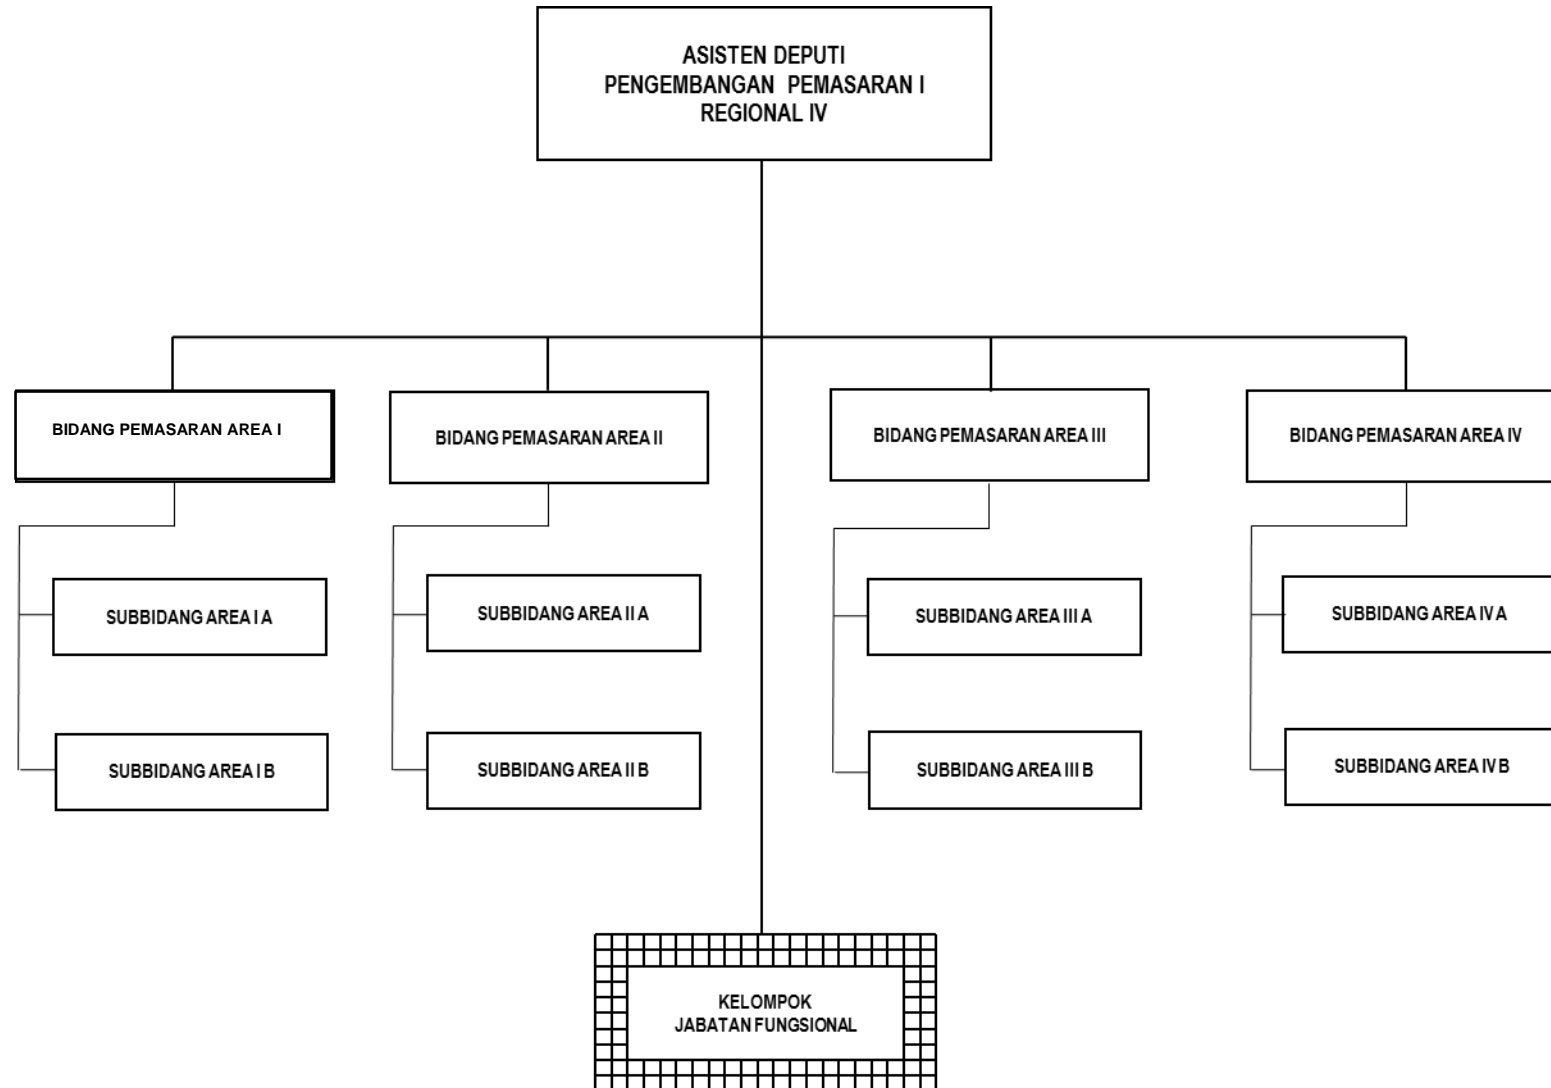 ASISTEN DEPUTI
PENGEMBANGAN PEMASARAN I
REGIONAL IV
BIDANG PEMASARAN AREA I
BIDANG PEMASARAN AREA II
BIDANG PEMASARAN AREA III
BIDANG PEMASARAN AREA IV
SUBBIDANG AREA I A
SUBBIDANG AREA II A
SUBBIDANG AREA III A
SUBBIDANG AREA IV A
SUBBIDANG AREA I B
SUBBIDANG AREA II B
SUBBIDANG AREA III B
SUBBIDANG AREA IV B
KELOMPOK
JABATAN FUNGSIONAL